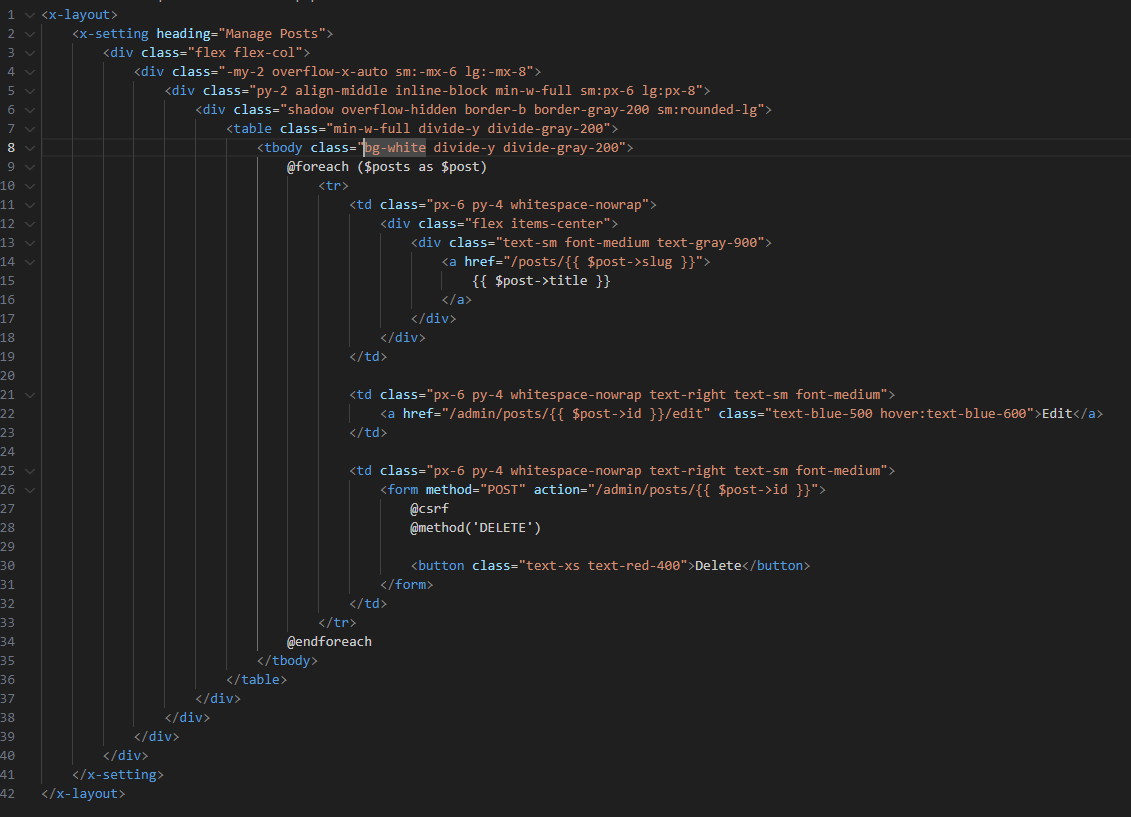 1 <x-layout>
2 <x-setting heading="Manage Posts">
3 <div class="flex flex-col">
4 <div class="-my-2 overflow-x-auto sm:-mx-6 lg:-mx-8">
5 <div class="py-2 align-middle inline-block min-w-full sm:px-6 lg:px-8">
6 <div class="shadow overflow-hidden border-b border-gray-200 sm:rounded-lg">
7 <table class="min-w-full divide-y divide-gray-200">
8 <tbody class="bg-white divide-y divide-gray-200">
9 @foreach ($posts as $post)
10 <tr>
11 <td class="px-6 py-4 whitespace-nowrap">
12 <div class="flex items-center">
13 <div class="text-sm font-medium text-gray-900">
14 <a href="/posts/{{ $post->slug }}">
15 {{ $post->title }}
16 </a>
17 </div>
18 </div>
19 </td>
20
21 <td class="px-6 py-4 whitespace-nowrap text-right text-sm font-medium">
22 <a href="/admin/posts/{{ $post->id }}/edit" class="text-blue-500 hover:text-blue-600">Edit</a>
23 </td>
24
25 <td class="px-6 py-4 whitespace-nowrap text-right text-sm font-medium">
26 <form method="POST" action="/admin/posts/{{ $post->id }}">
27 @csrf
28 @method('DELETE')
29
30 <button class="text-xs text-red-400">Delete</button>
31 </form>
32 </td>
33 </tr>
34 @endforeach
35 </tbody>
36 </table>
37 </div>
38 </div>
39 </div>
40 </div>
41 </x-setting>
42 </x-layout>